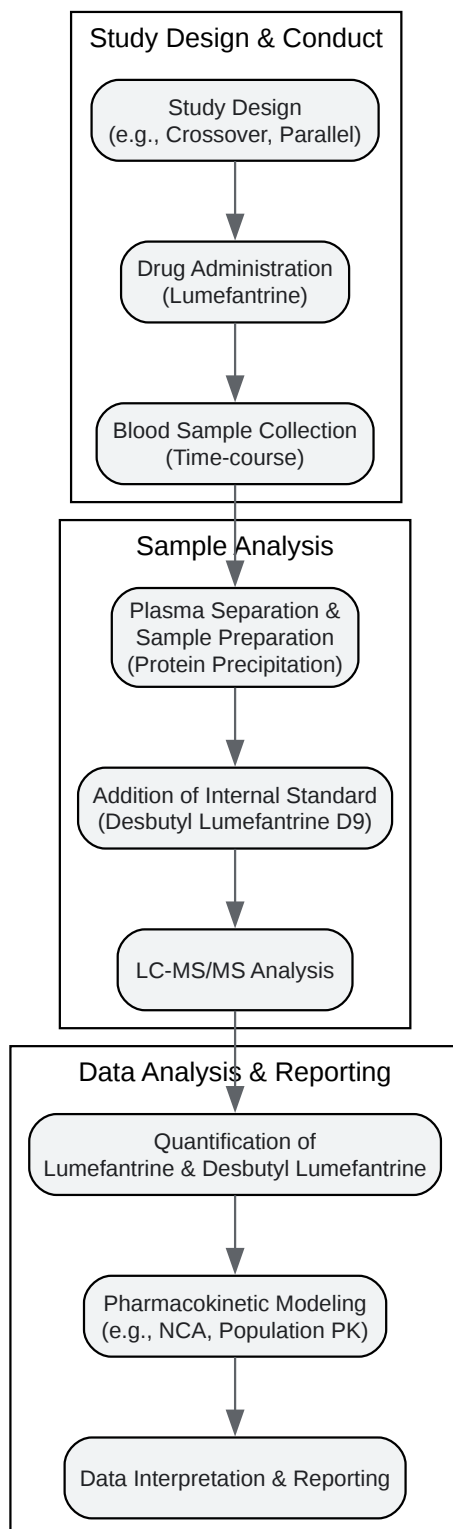 Study Design & Conduct
Study Design
(e.g., Crossover, Parallel)
Drug Administration
(Lumefantrine)
Blood Sample Collection
(Time-course)
Sample Analysis
Plasma Separation &
Sample Preparation
(Protein Precipitation)
Addition of Internal Standard
(Desbutyl Lumefantrine D9)
LC-MS/MS Analysis
Data Analysis & Reporting
Quantification of
Lumefantrine & Desbutyl Lumefantrine
Pharmacokinetic Modeling
(e.g., NCA, Population PK)
Data Interpretation & Reporting